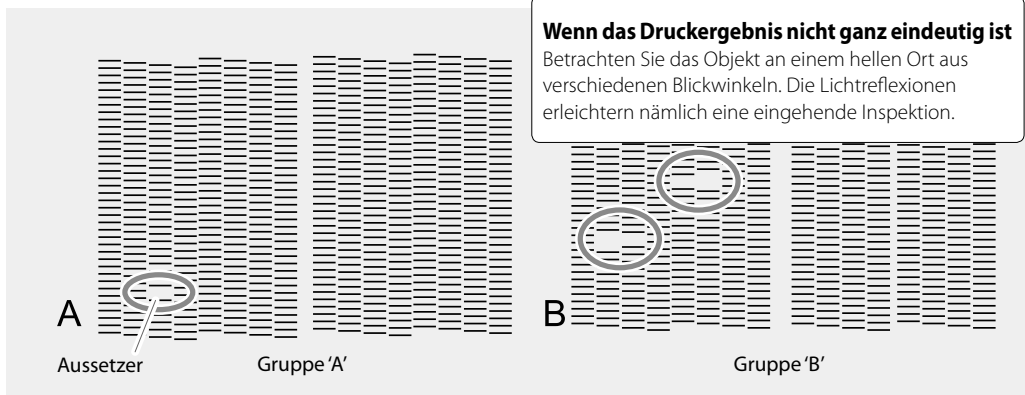 Wenn das Druckergebnis nicht ganz eindeutig ist
Betrachten Sie das Objekt an einem hellen Ort aus
verschiedenen Blickwinkeln. Die Lichtreflexionen
erleichtern nämlich eine eingehende Inspektion.
A
B
Aussetzer
Gruppe ‘A’
Gruppe ‘B’